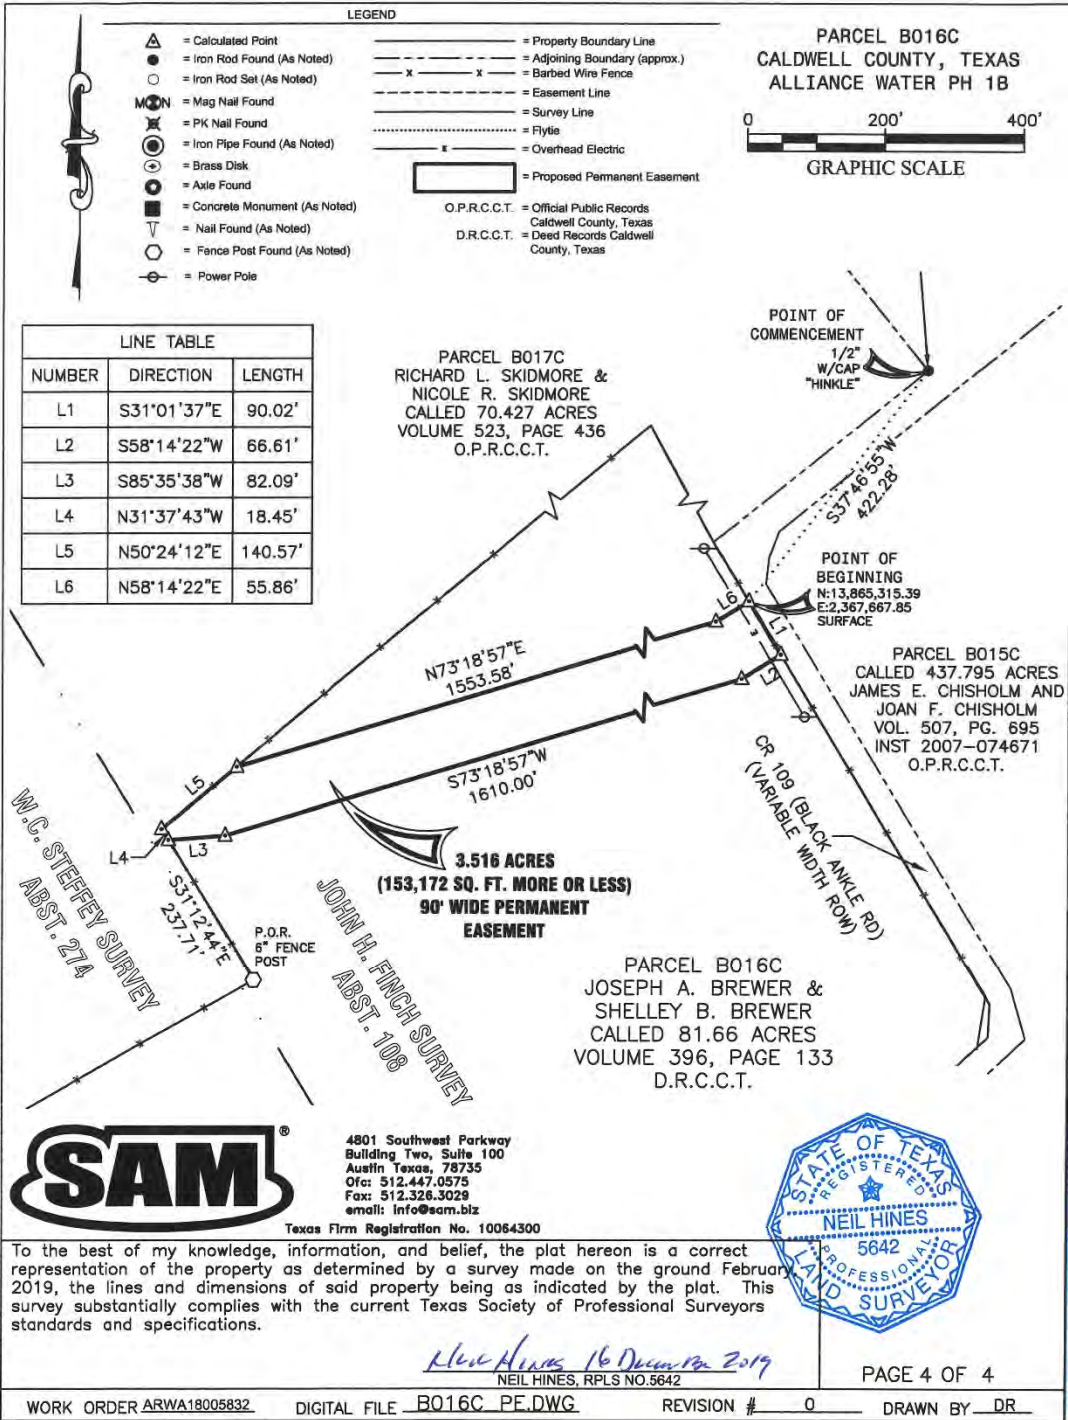 LEGEND
= Calculated Point
= Iron Rod Found (As Noted)
= Iron Rod Set (As Noted)
= Mag Nail Found
= PK Nail Found
= Iron Pipe Found (As Noted)
= Brass Disk
= Axle Found
= Concrete Monument (As Noted)
= Nail Found (As Noted)
= Fence Post Found (As Noted)
= Power Pole
= Property Boundary Line
= Adjoining Boundary (approx.)
= Barbed Wire Fence
= Easement Line
= Survey Line
= Flytie
= Overhead Electric
= Proposed Permanent Easement
O.P.R.C.C.T. = Official Public Records
Caldwell County, Texas
D.R.C.C.T. = Deed Records Caldwell
County, Texas
PARCEL B016C
CALDWELL COUNTY, TEXAS
ALLIANCE WATER PH 1B
0 200' 400'
GRAPHIC SCALE
LINE TABLE
NUMBER DIRECTION LENGTH
L1 S31°01'37"E 90.02'
L2 S58°14'22"W 66.61'
L3 S85°35'38"W 82.09'
L4 N31°37'43"W 18.45'
L5 N50°24'12"E 140.57'
L6 N58°14'22"E 55.86'
PARCEL B017C
RICHARD L. SKIDMORE &
NICOLE R. SKIDMORE
CALLED 70.427 ACRES
VOLUME 523, PAGE 436
O.P.R.C.C.T.
POINT OF
COMMENCEMENT
1/2"
W/CAP
"HINKLE"
S37°46'55"W
422.28'
POINT OF
BEGINNING
N:13,865,315.39
E:2,367,667.85
SURFACE
L6
L1
L2
N73°18'57"E
1553.58'
S73°18'57"W
1610.00'
PARCEL B015C
CALLED 437.795 ACRES
JAMES E. CHISHOLM AND
JOAN F. CHISHOLM
VOL. 507, PG. 695
INST 2007-074671
O.P.R.C.C.T.
CR 109 (BLACK ANKLE RD)
(VARIABLE WIDTH ROW)
L5
L4
L3
3.516 ACRES
(153,172 SQ. FT. MORE OR LESS)
90' WIDE PERMANENT
EASEMENT
W.C. STEFFEY SURVEY
ABST. 274
S31°12'44"E
237.71'
P.O.R.
6" FENCE
POST
JOHN H. FINCH SURVEY
ABST. 108
PARCEL B016C
JOSEPH A. BREWER &
SHELLEY B. BREWER
CALLED 81.66 ACRES
VOLUME 396, PAGE 133
D.R.C.C.T.
SAM®
4801 Southwest Parkway
Building Two, Suite 100
Austin Texas, 78735
Ofc: 512.447.0575
Fax: 512.326.3029
email: info@sam.biz
Texas Firm Registration No. 10064300
STATE OF TEXAS
REGISTERED
NEIL HINES
5642
PROFESSIONAL
LAND SURVEYOR
To the best of my knowledge, information, and belief, the plat hereon is a correct
representation of the property as determined by a survey made on the ground February,
2019, the lines and dimensions of said property being as indicated by the plat. This
survey substantially complies with the current Texas Society of Professional Surveyors
standards and specifications.
Neil Hines 16 December 2019
NEIL HINES, RPLS NO.5642
PAGE 4 OF 4
WORK ORDER ARWA18005832 DIGITAL FILE B016C_PE.DWG REVISION # 0 DRAWN BY DR